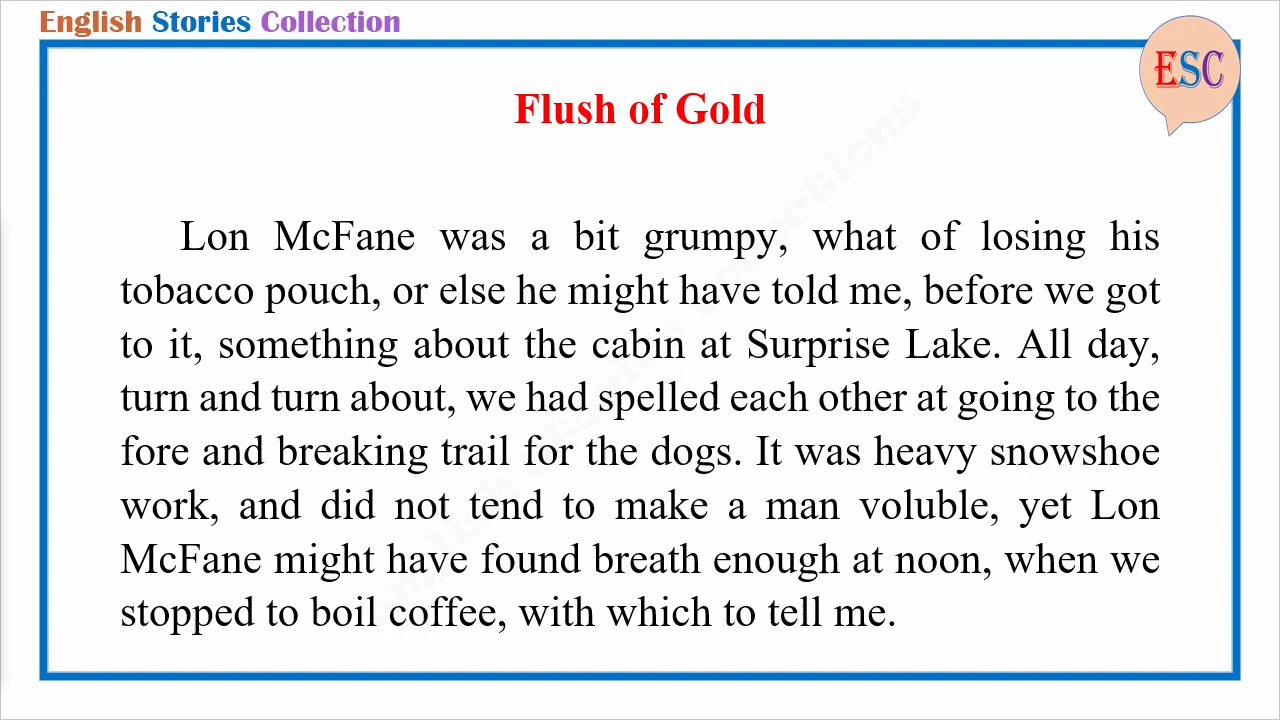 English Stories Collection
ESC
Flush of Gold
Lon McFane was a bit grumpy, what of losing his
tobacco pouch, or else he might have told me, before we got
to it, something about the cabin at Surprise Lake. All day,
turn and turn about, we had spelled each other at going to the
fore and breaking trail for the dogs. It was heavy snowshoe
work, and did not tend to make a man voluble, yet Lon
McFane might have found breath enough at noon, when we
stopped to boil coffee, with which to tell me.
English Stories Collections